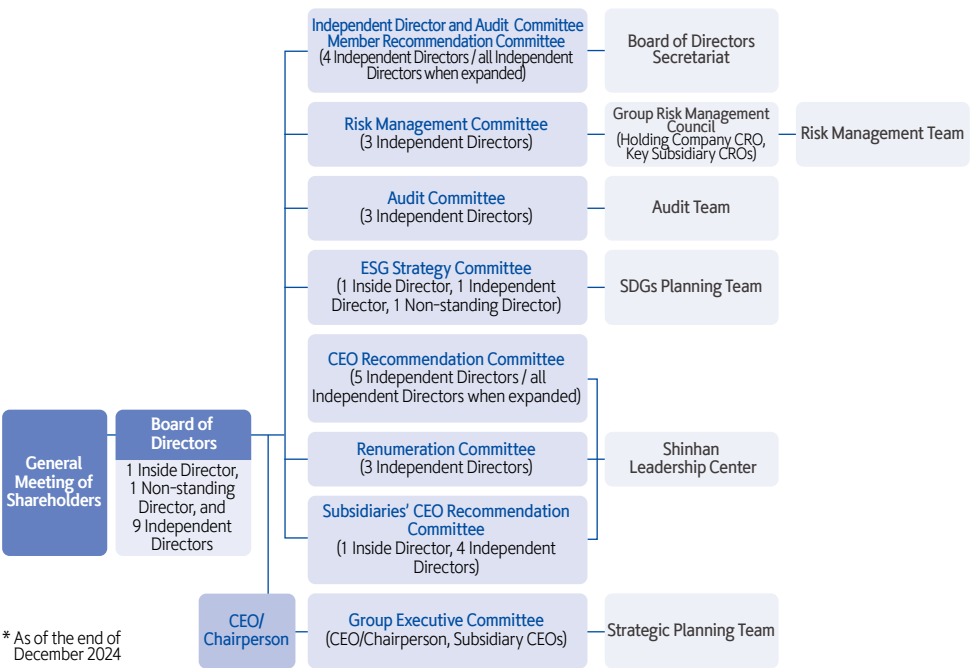 Independent Director and Audit Committee
Member Recommendation Committee
(4 Independent Directors / all Independent
Directors when expanded)
Board of Directors
Secretariat
Risk Management Committee
(3 Independent Directors)
Group Risk Management
Council
(Holding Company CRO,
Key Subsidiary CROs)
Risk Management Team
Audit Committee
(3 Independent Directors)
Audit Team
ESG Strategy Committee
(1 Inside Director, 1 Independent
Director, 1 Non-standing Director)
SDGs Planning Team
CEO Recommendation Committee
(5 Independent Directors / all
Independent Directors when expanded)
General
Meeting of
Shareholders
Board of
Directors
1 Inside Director,
1 Non-standing
Director, and
9 Independent
Directors
Renumeration Committee
(3 Independent Directors)
Shinhan
Leadership Center
Subsidiaries' CEO Recommendation
Committee
(1 Inside Director, 4 Independent
Directors)
CEO/
Chairperson
Group Executive Committee
(CEO/Chairperson, Subsidiary CEOs)
Strategic Planning Team
* As of the end of
December 2024